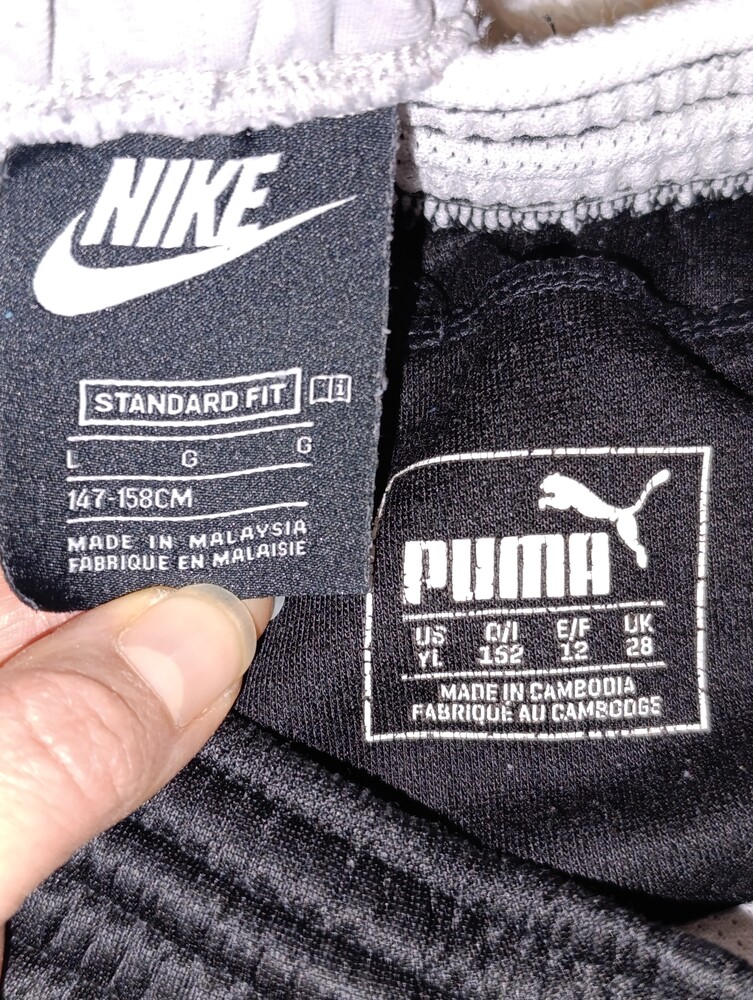 NIKE
STANDARD FIT i
L G G
147-158CM
MADE IN MALAYSIA
FABRIQUE EN MALAISIE
PUMA
US D/I E/F UK
YL 152 12 28
MADE IN CAMBODIA
FABRIQUÉ AU CAMBODGE